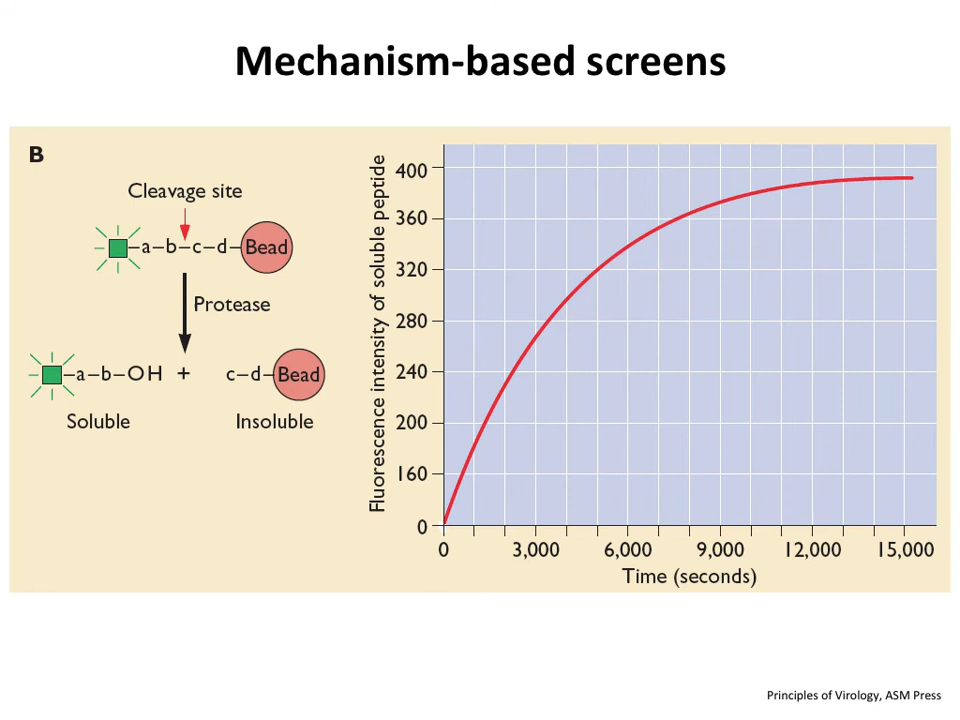 Mechanism-based screens
B
Cleavage site
a–b–c–d– Bead
Protease
a–b–OH + c–d– Bead
Soluble Insoluble
Fluorescence intensity of soluble peptide
400
360
320
280
240
200
160
0
0 3,000 6,000 9,000 12,000 15,000
Time (seconds)
Principles of Virology, ASM Press